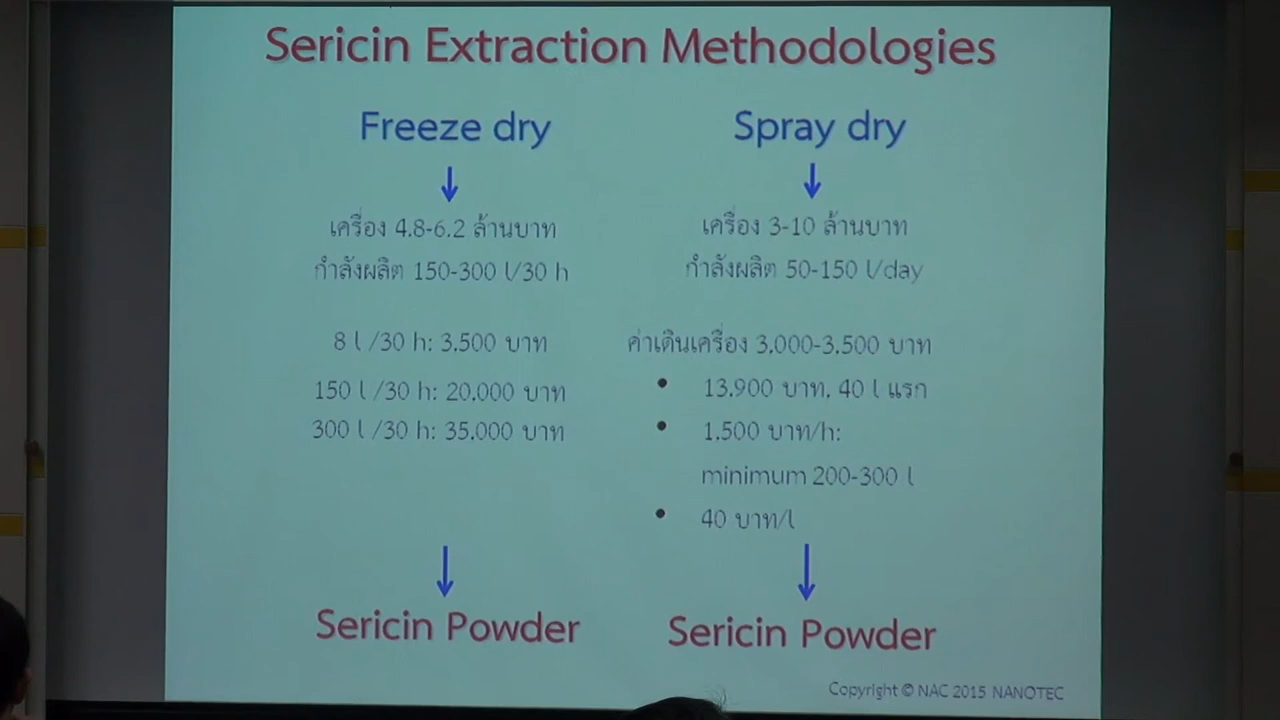 Sericin Extraction Methodologies
Freeze dry
เครื่อง 4.8-6.2 ล้านบาท
กำลังผลิต 150-300 l/30 h
8 l /30 h: 3,500 บาท
150 l /30 h: 20,000 บาท
300 l /30 h: 35,000 บาท
Sericin Powder
Spray dry
เครื่อง 3-10 ล้านบาท
กำลังผลิต 50-150 l/day
ค่าเดินเครื่อง 3,000-3,500 บาท
• 13,900 บาท, 40 l แรก
• 1,500 บาท/h:
minimum 200-300 l
• 40 บาท/l
Sericin Powder
Copyright © NAC 2015 NANOTEC